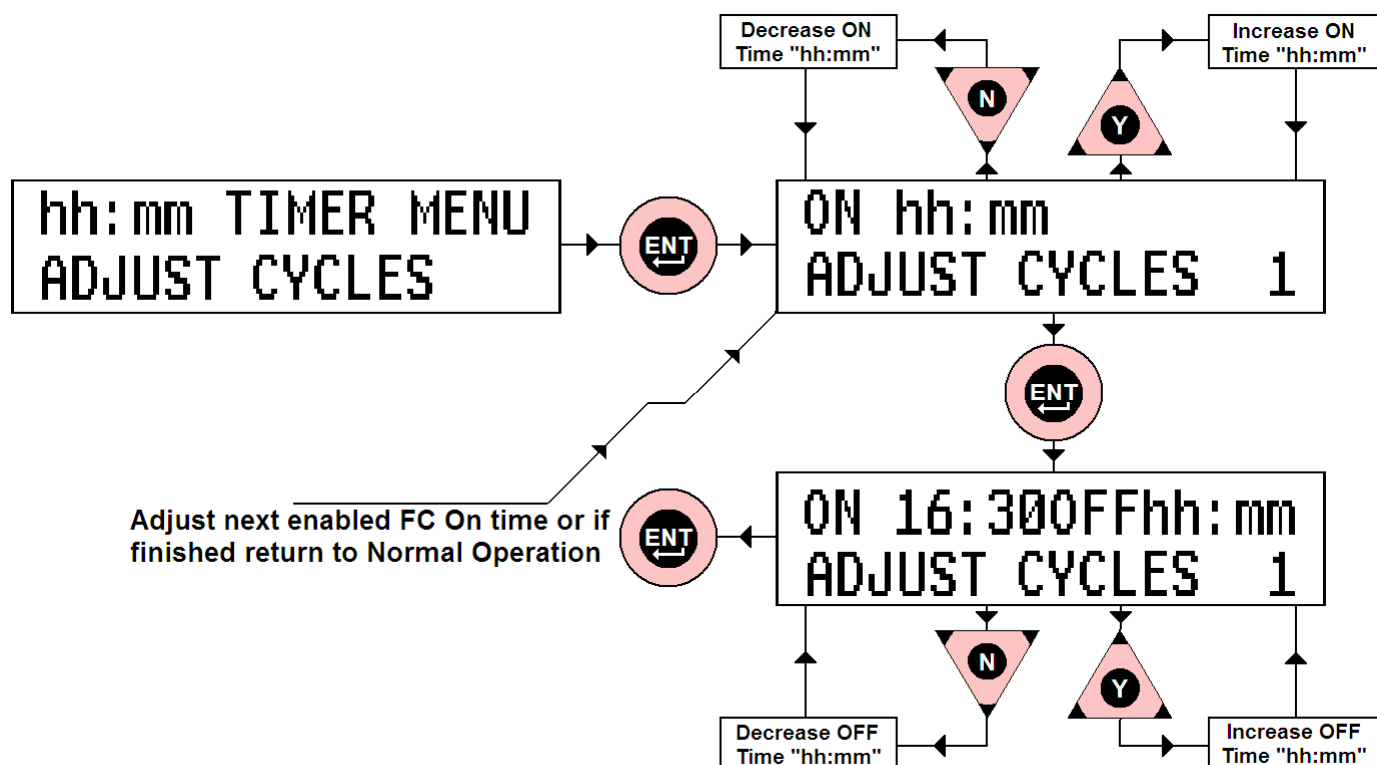 Decrease ON
Time "hh:mm"
N
Y
Increase ON
Time "hh:mm"
hh:mm TIMER MENU
ADJUST CYCLES
ENT
ON hh:mm
ADJUST CYCLES 1
ENT
Adjust next enabled FC On time or if
finished return to Normal Operation
ENT
ON 16:30OFFhh:mm
ADJUST CYCLES 1
N
Y
Decrease OFF
Time "hh:mm"
Increase OFF
Time "hh:mm"